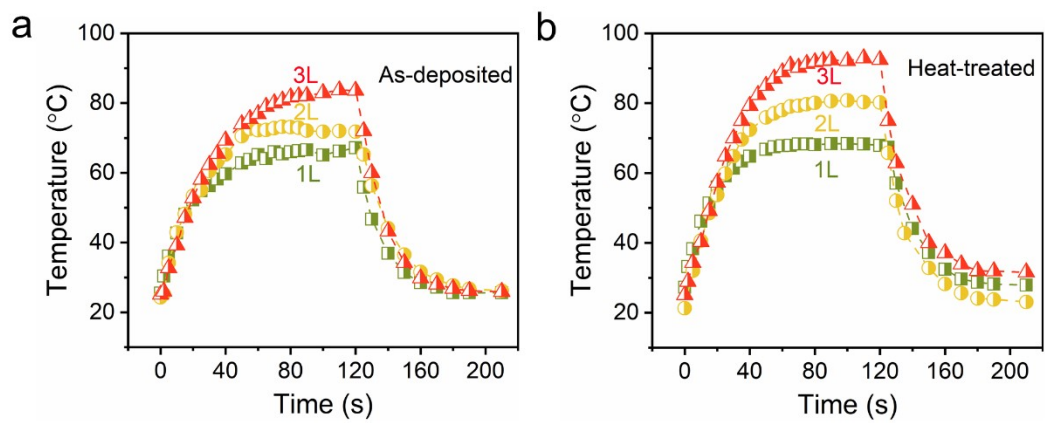 a
100
80
60
40
20
Temperature (°C)
3L
2L
1L
As-deposited
0 40 80 120 160 200
Time (s)
b
100
80
60
40
20
Temperature (°C)
3L
2L
1L
Heat-treated
0 40 80 120 160 200
Time (s)